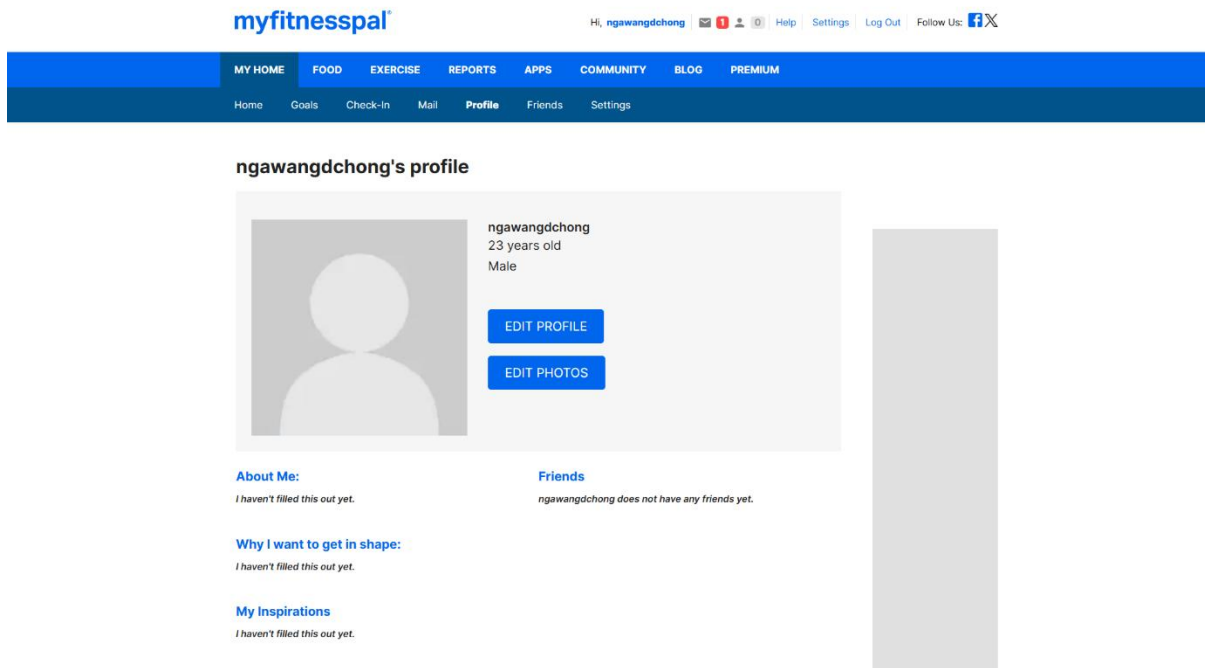 myfitnesspal®
Hi, ngawangdchong 1 0 Help Settings Log Out Follow Us:
MY HOME FOOD EXERCISE REPORTS APPS COMMUNITY BLOG PREMIUM
Home Goals Check-In Mail Profile Friends Settings
ngawangdchong's profile
ngawangdchong
23 years old
Male
EDIT PROFILE
EDIT PHOTOS
About Me:
I haven't filled this out yet.
Friends
ngawangdchong does not have any friends yet.
Why I want to get in shape:
I haven't filled this out yet.
My Inspirations
I haven't filled this out yet.